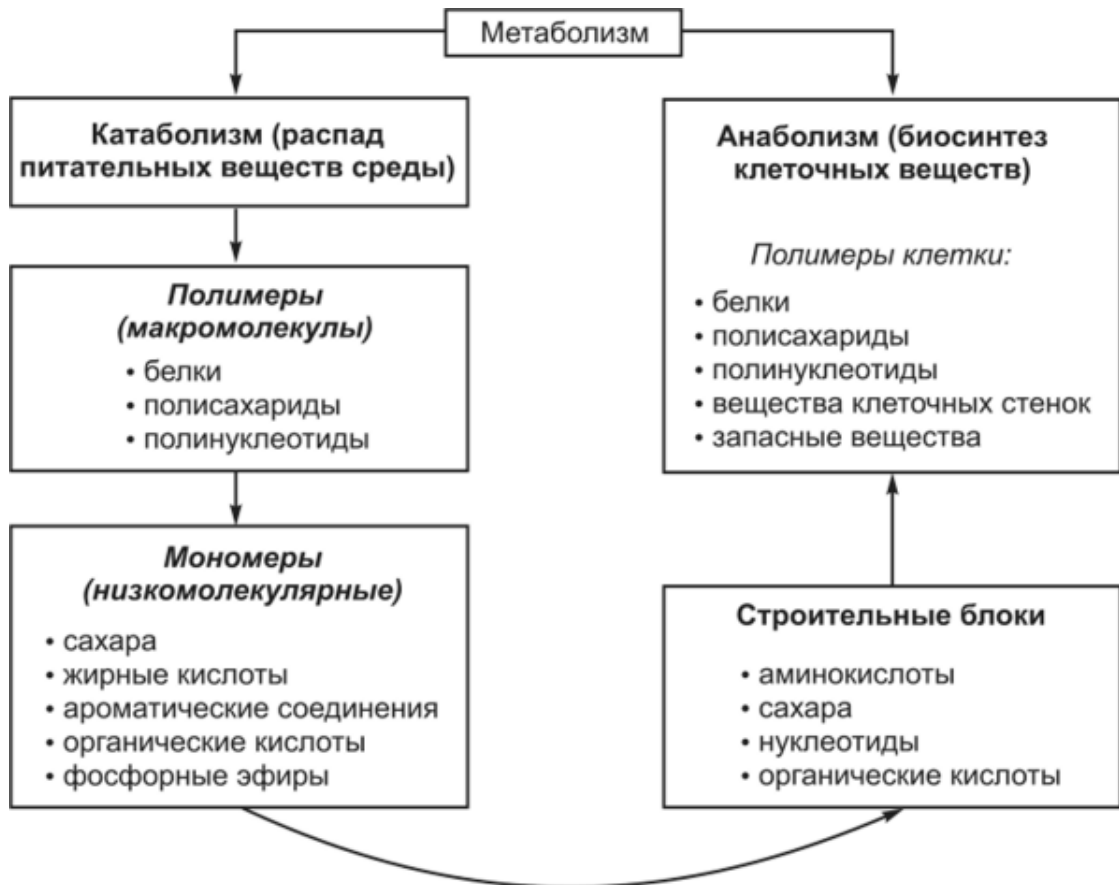 Метаболизм
Катаболизм (распад
питательных веществ среды)
Полимеры
(макромолекулы)
• белки
• полисахариды
• полинуклеотиды
Мономеры
(низкомолекулярные)
• сахара
• жирные кислоты
• ароматические соединения
• органические кислоты
• фосфорные эфиры
Анаболизм (биосинтез
клеточных веществ)
Полимеры клетки:
• белки
• полисахариды
• полинуклеотиды
• вещества клеточных стенок
• запасные вещества
Строительные блоки
• аминокислоты
• сахара
• нуклеотиды
• органические кислоты